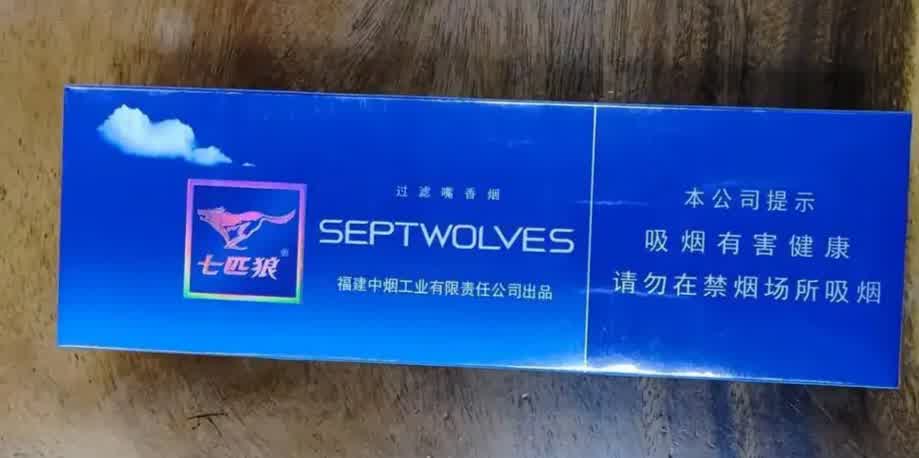 七匹狼®
过滤嘴香烟
SEPTWOLVES
福建中烟工业有限责任公司出品
本公司提示
吸烟有害健康
请勿在禁烟场所吸烟